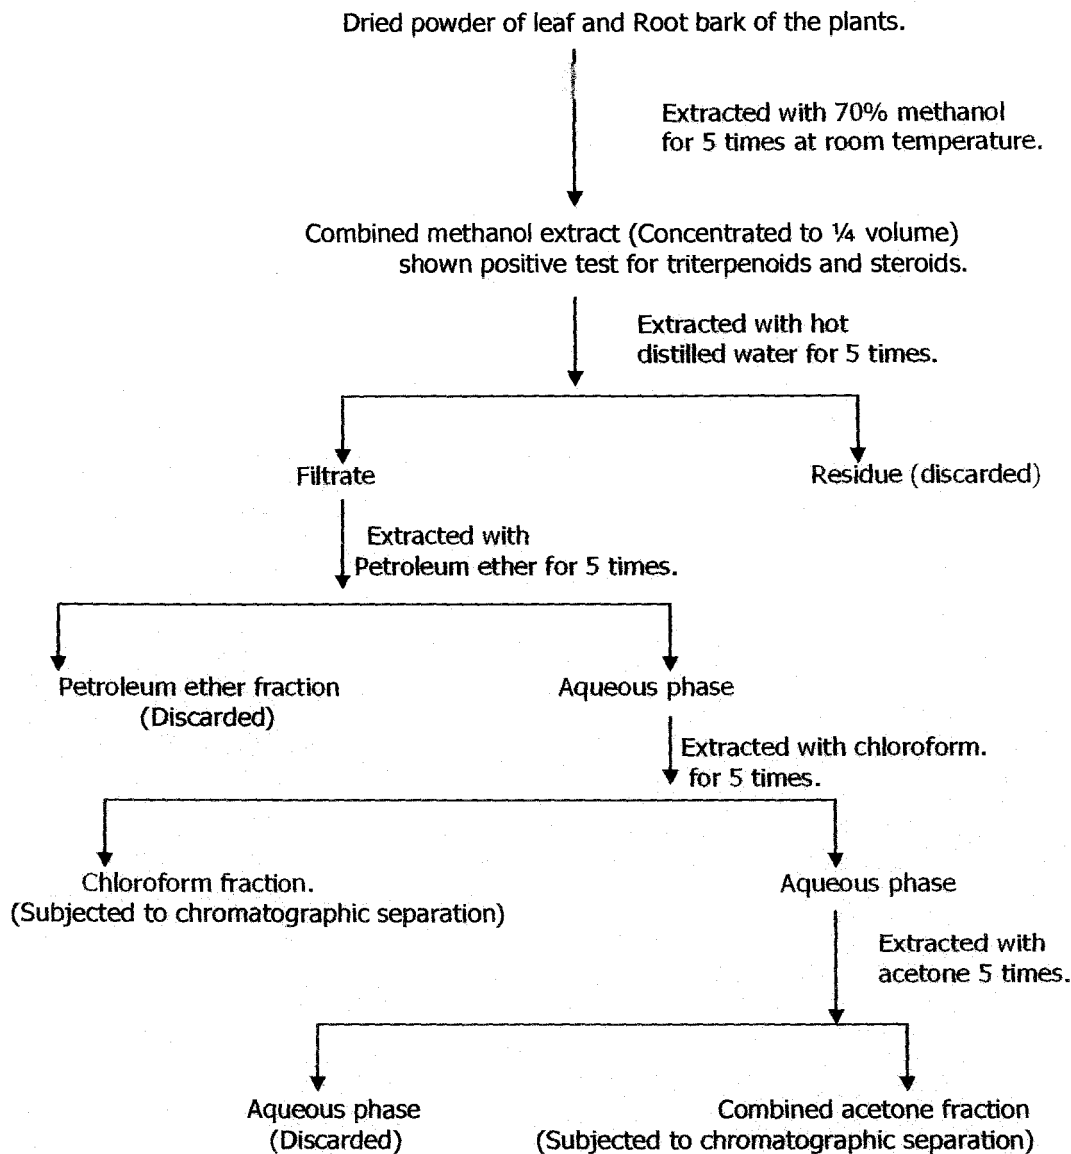 Dried powder of leaf and Root bark of the plants.
Extracted with 70% methanol
for 5 times at room temperature.
Combined methanol extract (Concentrated to ¼ volume)
shown positive test for triterpenoids and steroids.
Extracted with hot
distilled water for 5 times.
Filtrate
Residue (discarded)
Extracted with
Petroleum ether for 5 times.
Petroleum ether fraction
(Discarded)
Aqueous phase
Extracted with chloroform.
for 5 times.
Chloroform fraction.
(Subjected to chromatographic separation)
Aqueous phase
Extracted with
acetone 5 times.
Aqueous phase
(Discarded)
Combined acetone fraction
(Subjected to chromatographic separation)